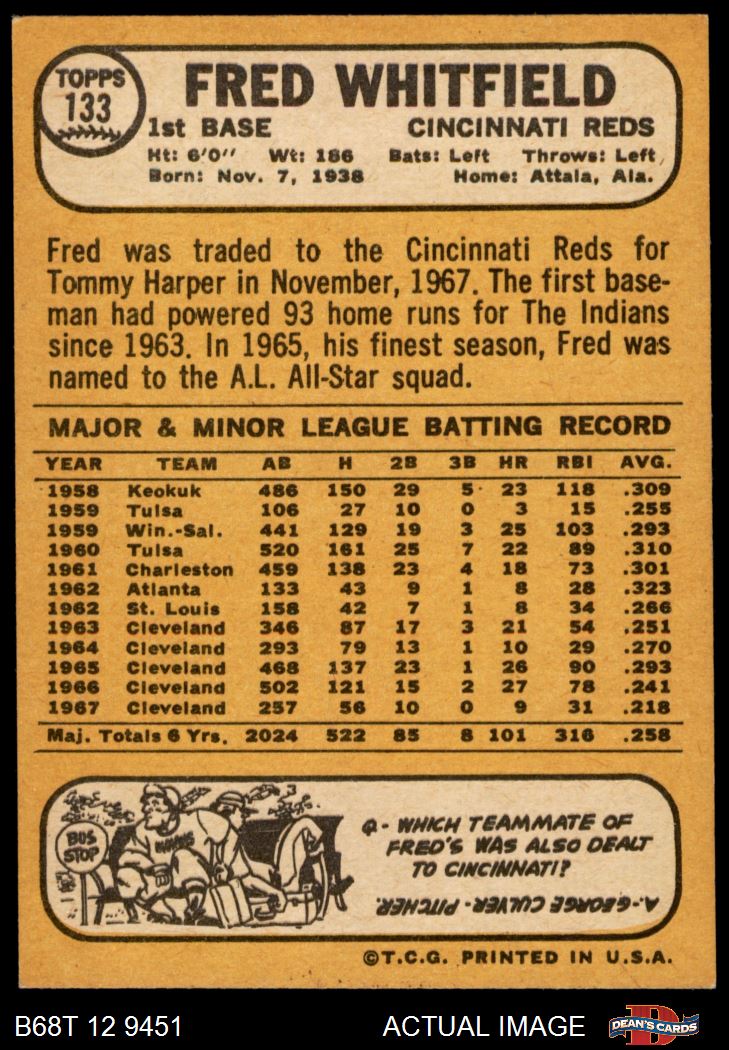 TOPPS
133
FRED WHITFIELD
1st BASE CINCINNATI REDS
Ht: 6'0" Wt: 186 Bats: Left Throws: Left
Born: Nov. 7, 1938 Home: Attala, Ala.
Fred was traded to the Cincinnati Reds for
Tommy Harper in November, 1967. The first base-
man had powered 93 home runs for The Indians
since 1963. In 1965, his finest season, Fred was
named to the A.L. All-Star squad.
MAJOR & MINOR LEAGUE BATTING RECORD
YEAR TEAM AB H 2B 3B HR RBI AVG.
1958 Keokuk 486 150 29 5 23 118 .309
1959 Tulsa 106 27 10 0 3 15 .255
1959 Win.-Sal. 441 129 19 3 25 103 .293
1960 Tulsa 520 161 25 7 22 89 .310
1961 Charleston 459 138 23 4 18 73 .301
1962 Atlanta 133 43 9 1 8 28 .323
1962 St. Louis 158 42 7 1 8 34 .266
1963 Cleveland 346 87 17 3 21 54 .251
1964 Cleveland 293 79 13 1 10 29 .270
1965 Cleveland 468 137 23 1 26 90 .293
1966 Cleveland 502 121 15 2 27 78 .241
1967 Cleveland 257 56 10 0 9 31 .218
Maj. Totals 6 Yrs. 2024 522 85 8 101 316 .258
BUS
STOP
Q- WHICH TEAMMATE OF
FRED'S WAS ALSO DEALT
TO CINCINNATI?
A-GEORGE CULVER-PITCHER.
©T.C.G. PRINTED IN U.S.A.
B68T 12 9451 ACTUAL IMAGE D DEAN'S CARDS